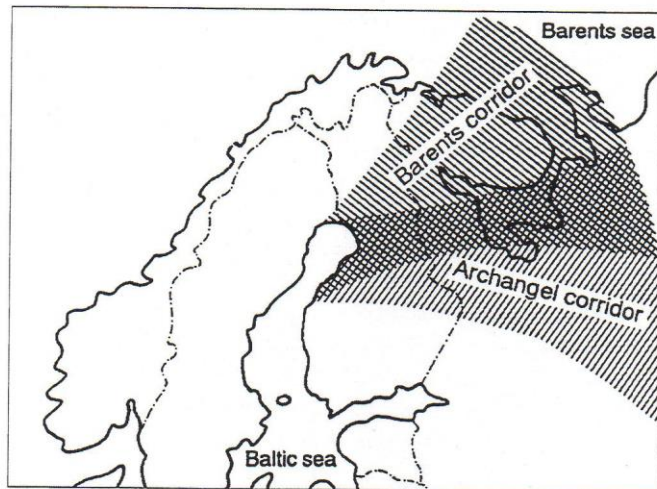 Barents sea
Barents corridor
Archangel corridor
Baltic sea